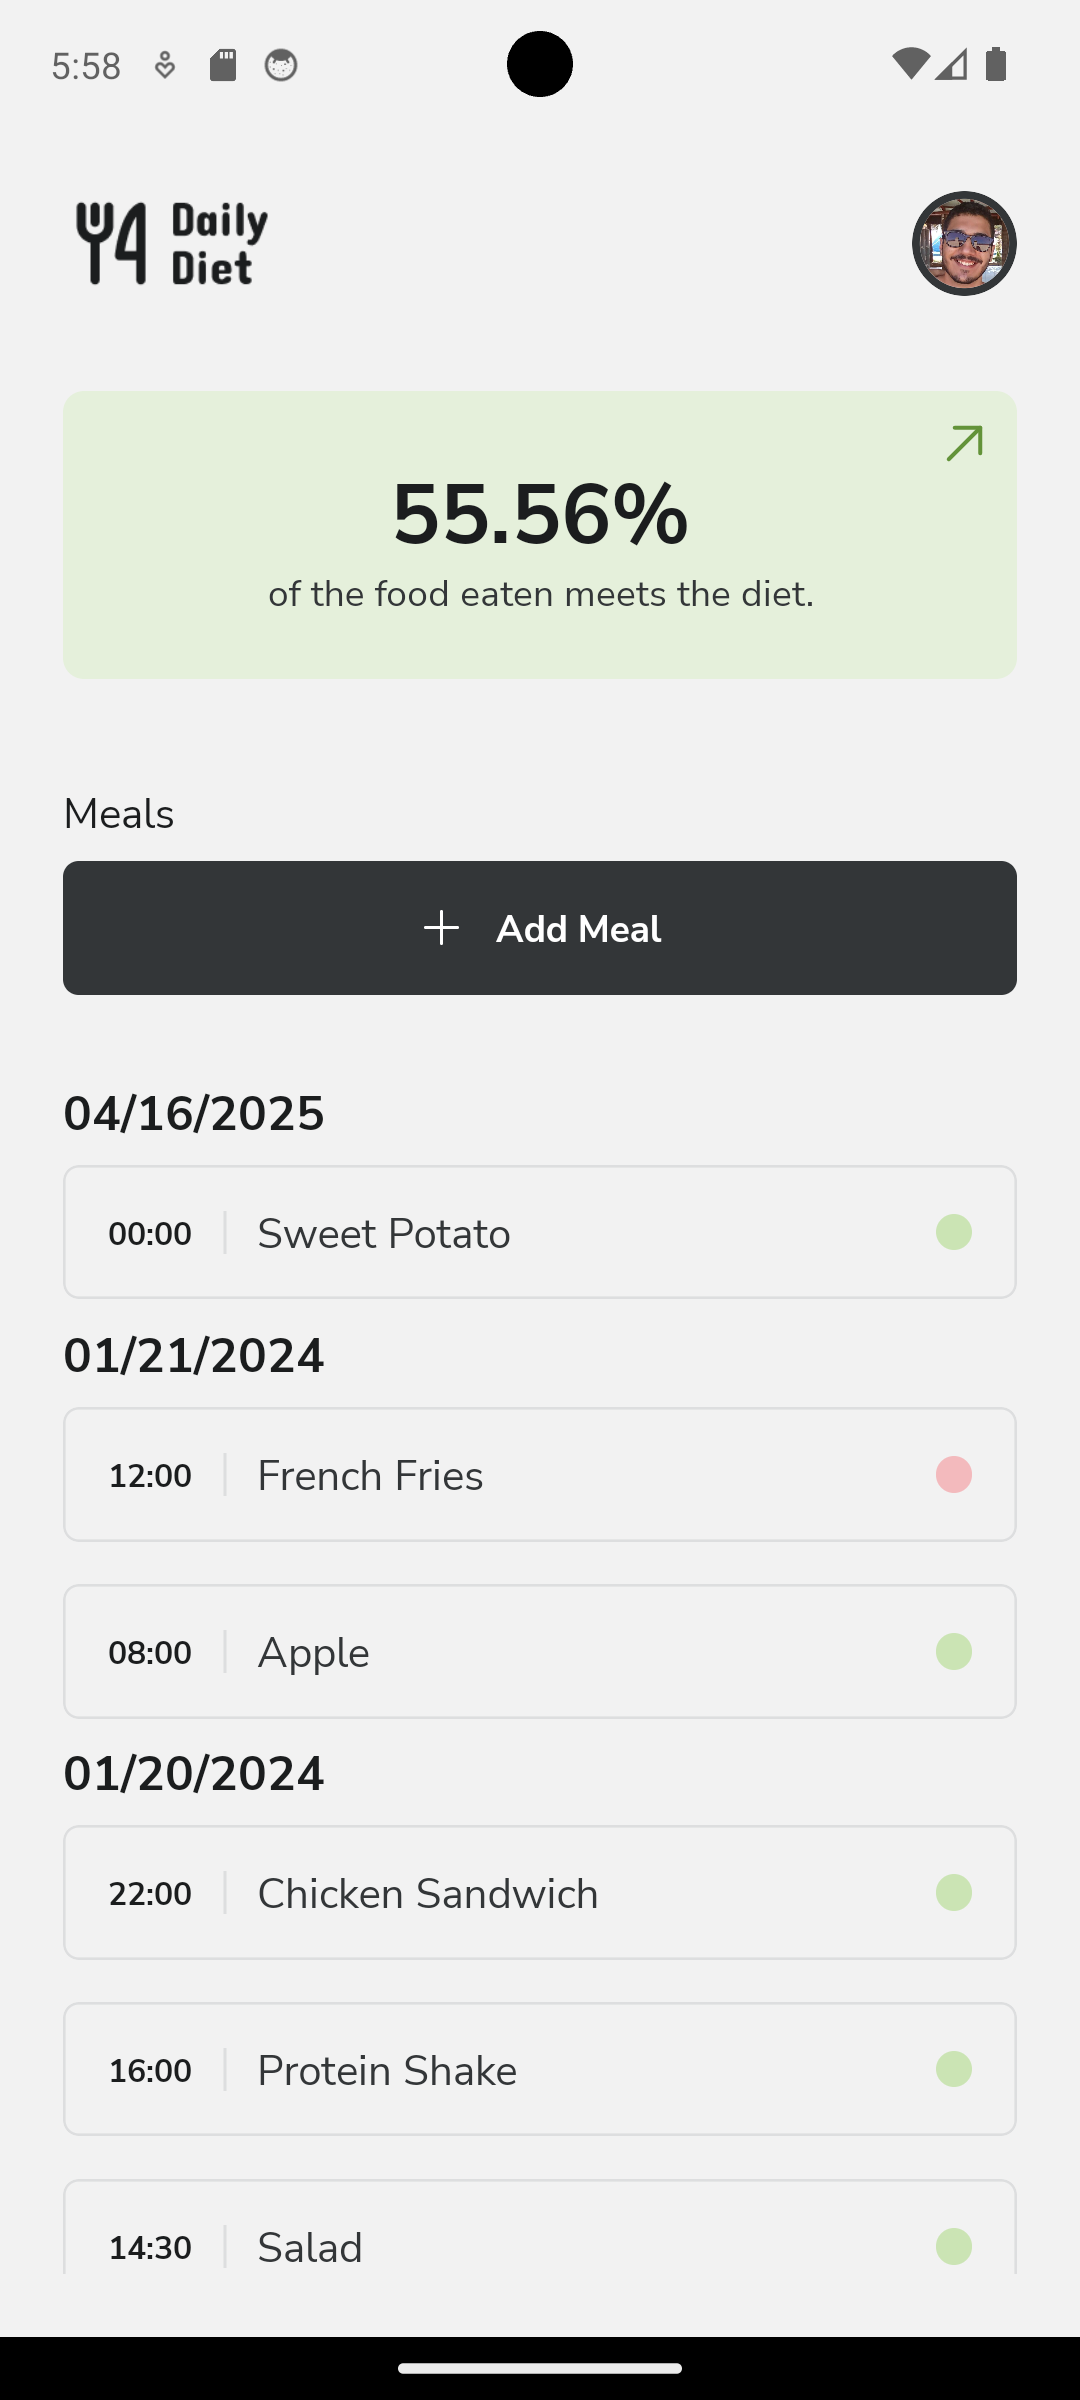 5:58
Daily
Diet
55.56%
of the food eaten meets the diet.
Meals
Add Meal
04/16/2025
00:00 Sweet Potato
01/21/2024
12:00 French Fries
08:00 Apple
01/20/2024
22:00 Chicken Sandwich
16:00 Protein Shake
14:30 Salad